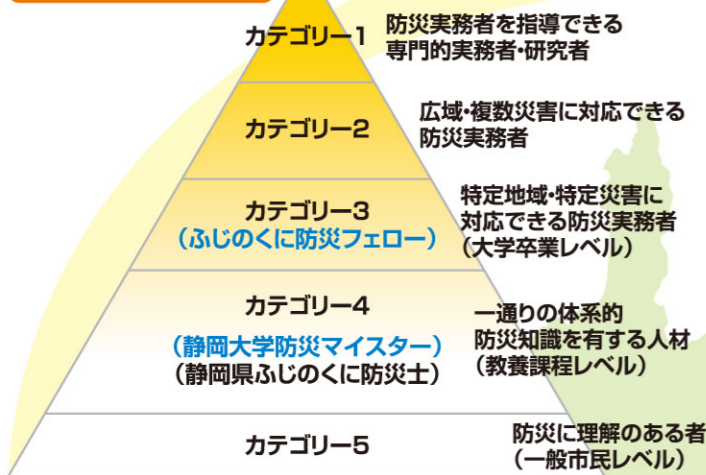 カテゴリー1
防災実務者を指導できる
専門的実務者・研究者
カテゴリー2
広域・複数災害に対応できる
防災実務者
カテゴリー3
(ふじのくに防災フェロー)
特定地域・特定災害に
対応できる防災実務者
(大学卒業レベル)
カテゴリー4
(静岡大学防災マイスター)
(静岡県ふじのくに防災士)
一通りの体系的
防災知識を有する人材
(教養課程レベル)
カテゴリー5
防災に理解のある者
(一般市民レベル)